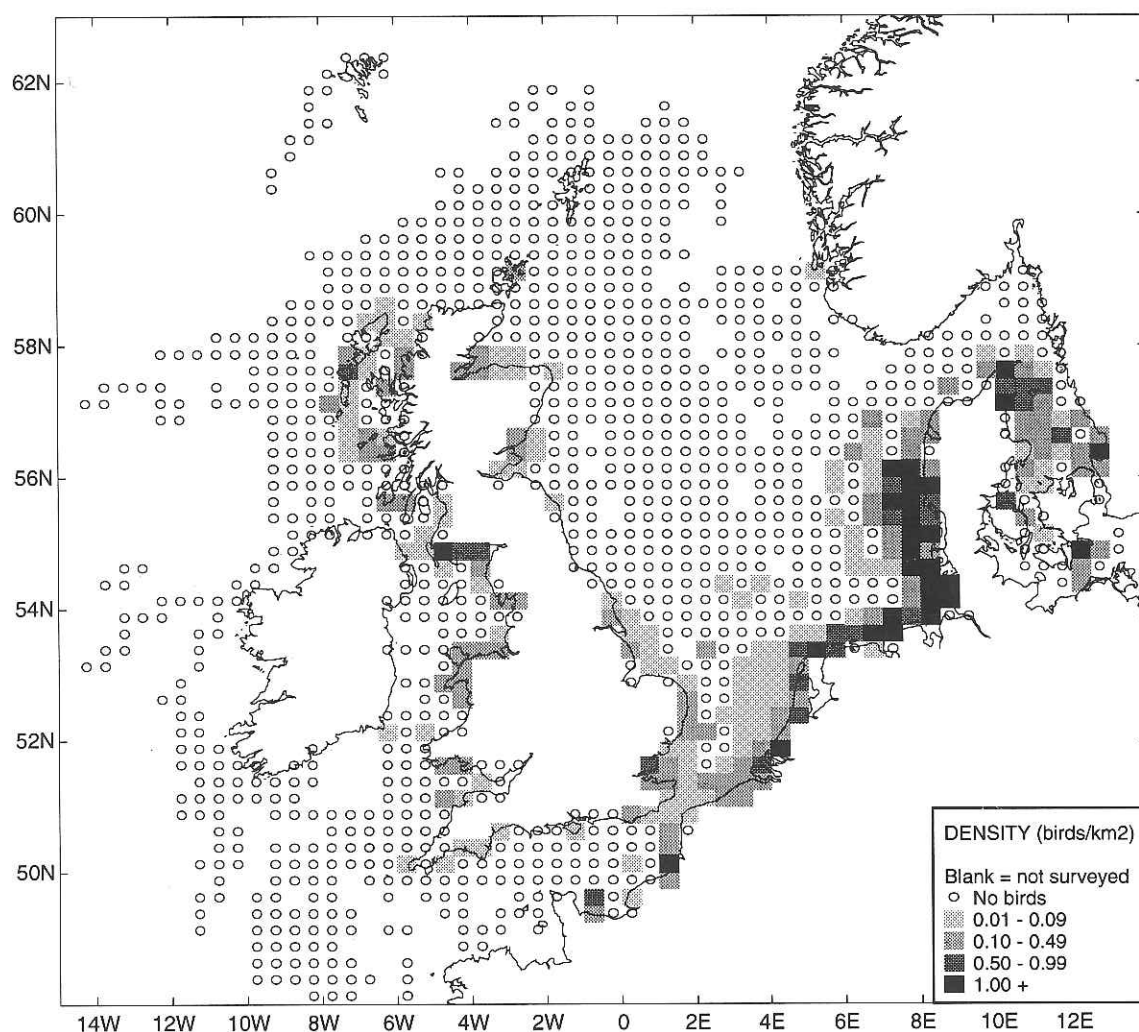 62N
60N
58N
56N
54N
52N
50N
DENSITY (birds/km2)
Blank = not surveyed
No birds
0.01 - 0.09
0.10 - 0.49
0.50 - 0.99
1.00 +
14W 12W 10W 8W 6W 4W 2W 0 2E 4E 6E 8E 10E 12E